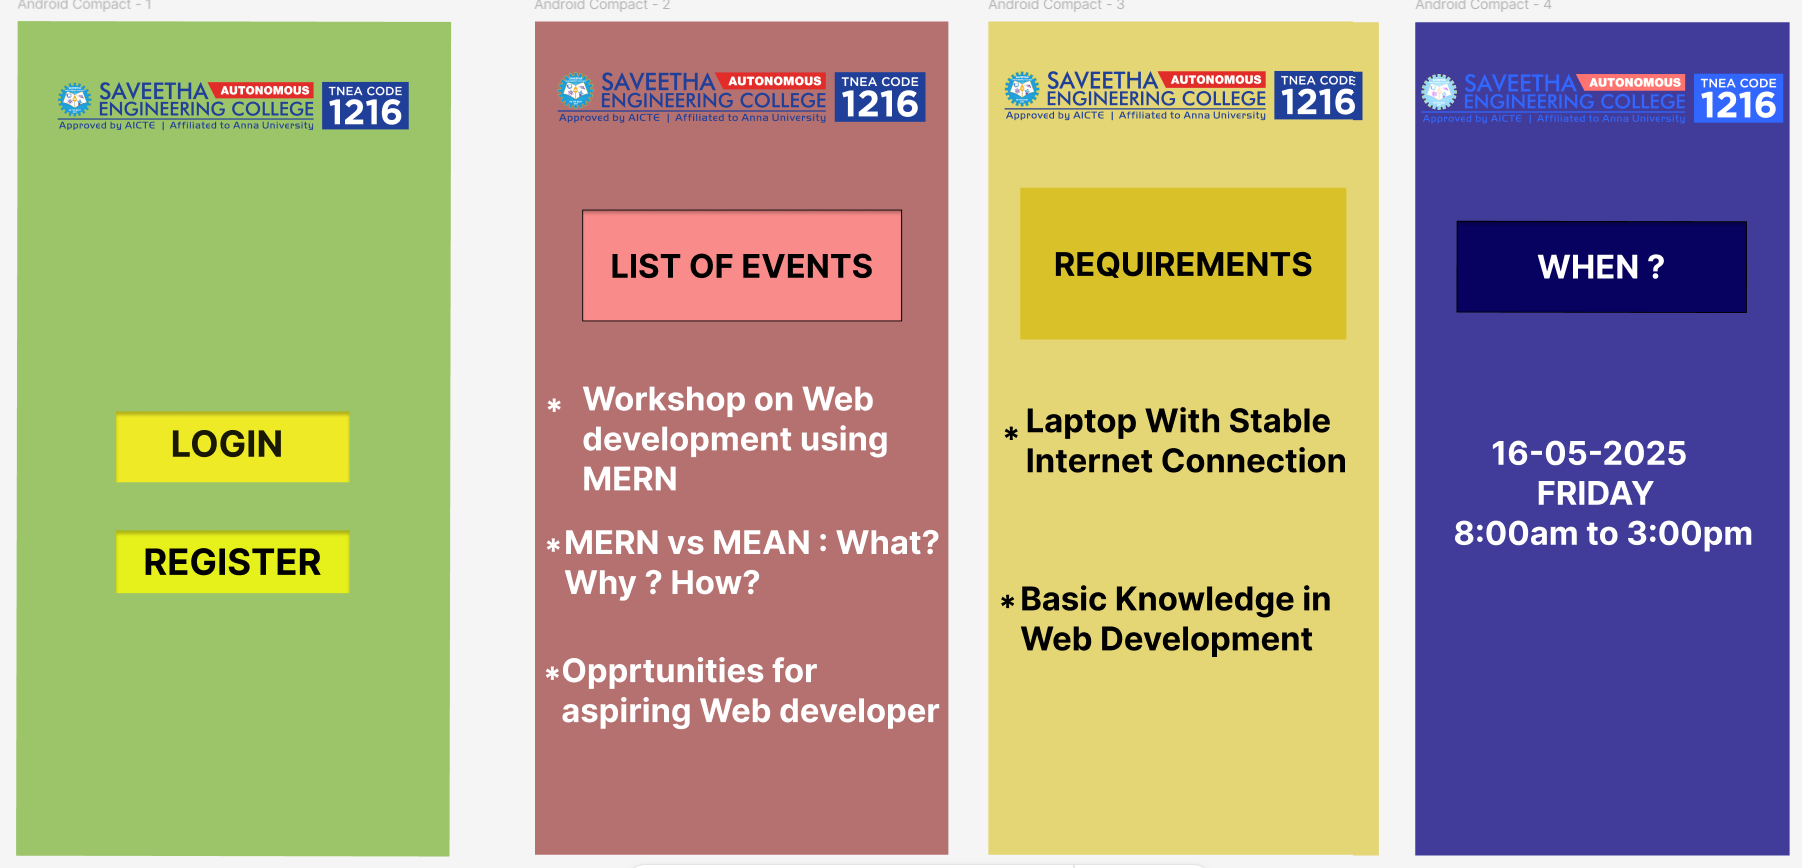 Android Compact - 1
SAVEETHA AUTONOMOUS
ENGINEERING COLLEGE
Approved by AICTE | Affiliated to Anna University
TNEA CODE
1216
LOGIN
REGISTER
Android Compact - 2
SAVEETHA AUTONOMOUS
ENGINEERING COLLEGE
Approved by AICTE | Affiliated to Anna University
TNEA CODE
1216
LIST OF EVENTS
* Workshop on Web
development using
MERN
* MERN vs MEAN : What?
Why ? How?
* Opprtunities for
aspiring Web developer
Android Compact - 3
SAVEETHA AUTONOMOUS
ENGINEERING COLLEGE
Approved by AICTE | Affiliated to Anna University
TNEA CODE
1216
REQUIREMENTS
* Laptop With Stable
Internet Connection
* Basic Knowledge in
Web Development
Android Compact - 4
SAVEETHA AUTONOMOUS
ENGINEERING COLLEGE
Approved by AICTE | Affiliated to Anna University
TNEA CODE
1216
WHEN ?
16-05-2025
FRIDAY
8:00am to 3:00pm